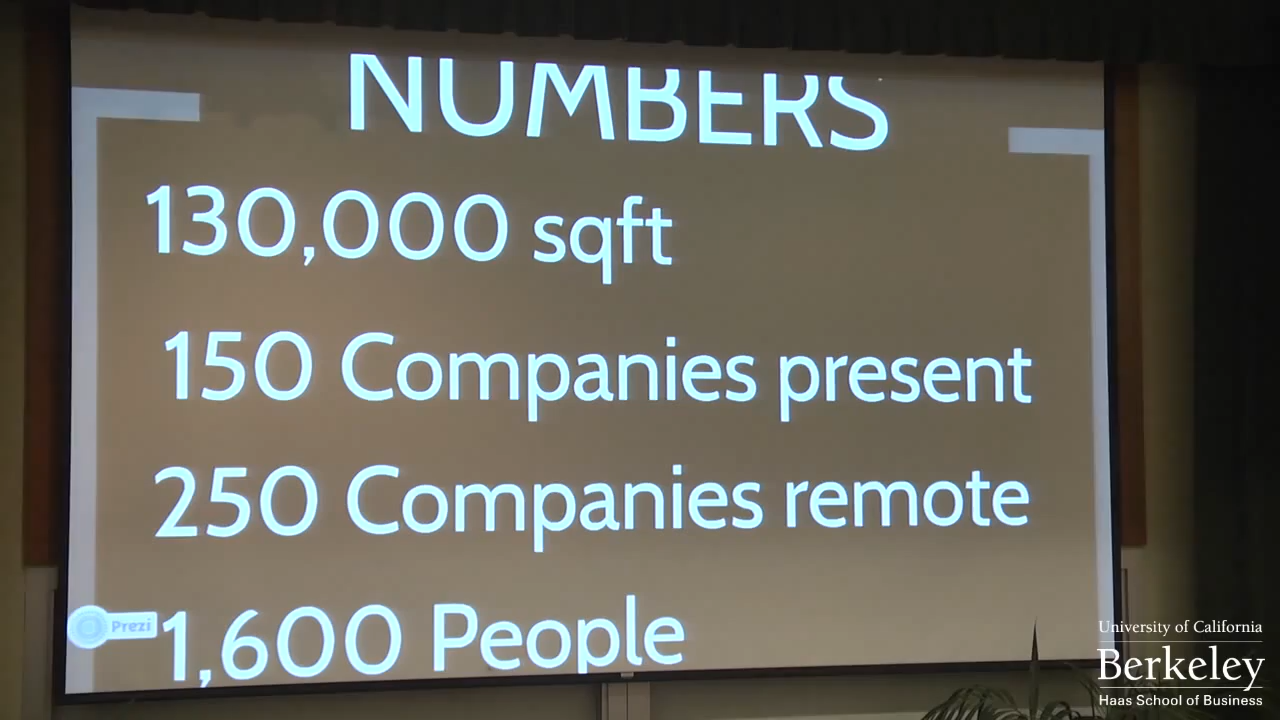 NUMBERS
130,000 sqft
150 Companies present
250 Companies remote
Prezi
1,600 People
University of California
Berkeley
Haas School of Business